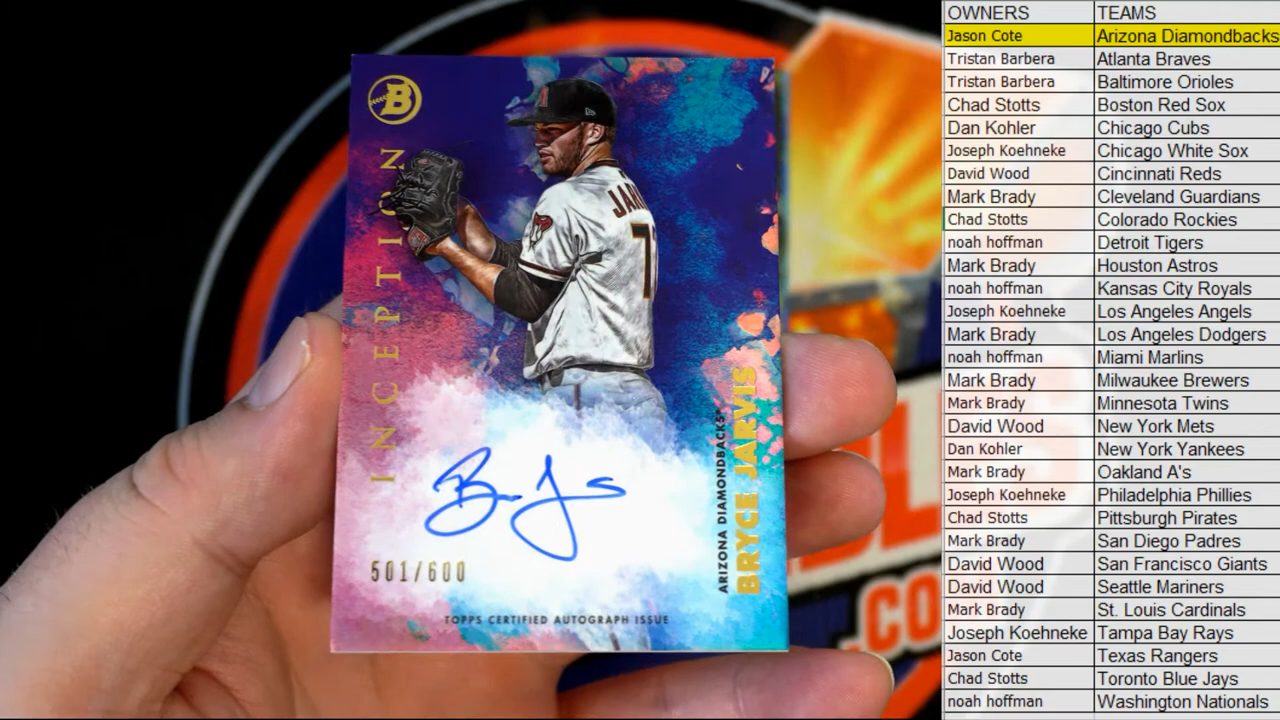 B
INCEPTION
A
JAR
7
ARIZONA DIAMONDBACKS
BRYCE JARVIS
501/600
TOPPS CERTIFIED AUTOGRAPH ISSUE
.CO
OWNERS TEAMS
Jason Cote Arizona Diamondbacks
Tristan Barbera Atlanta Braves
Tristan Barbera Baltimore Orioles
Chad Stotts Boston Red Sox
Dan Kohler Chicago Cubs
Joseph Koehneke Chicago White Sox
David Wood Cincinnati Reds
Mark Brady Cleveland Guardians
Chad Stotts Colorado Rockies
noah hoffman Detroit Tigers
Mark Brady Houston Astros
noah hoffman Kansas City Royals
Joseph Koehneke Los Angeles Angels
Mark Brady Los Angeles Dodgers
noah hoffman Miami Marlins
Mark Brady Milwaukee Brewers
Mark Brady Minnesota Twins
David Wood New York Mets
Dan Kohler New York Yankees
Mark Brady Oakland A's
Joseph Koehneke Philadelphia Phillies
Chad Stotts Pittsburgh Pirates
Mark Brady San Diego Padres
David Wood San Francisco Giants
David Wood Seattle Mariners
Mark Brady St. Louis Cardinals
Joseph Koehneke Tampa Bay Rays
Jason Cote Texas Rangers
Chad Stotts Toronto Blue Jays
noah hoffman Washington Nationals